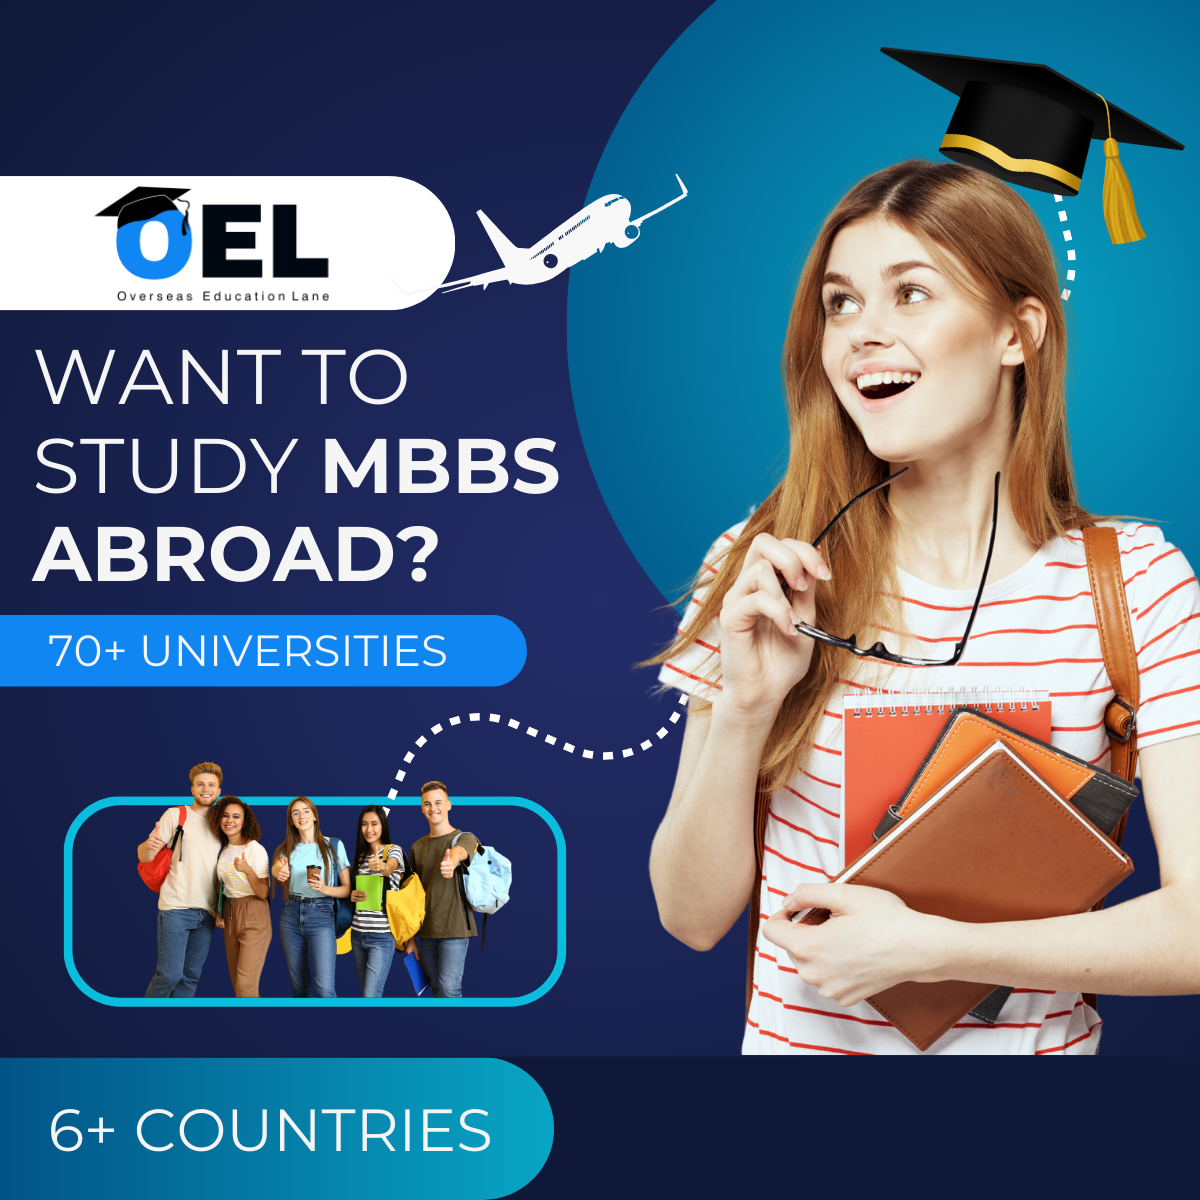 OEL
Overseas Education Lane
WANT TO
STUDY MBBS
ABROAD?
70+ UNIVERSITIES
6+ COUNTRIES